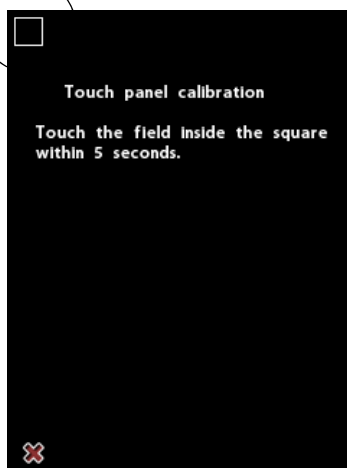 Touch panel calibration
Touch the field inside the square
within 5 seconds.